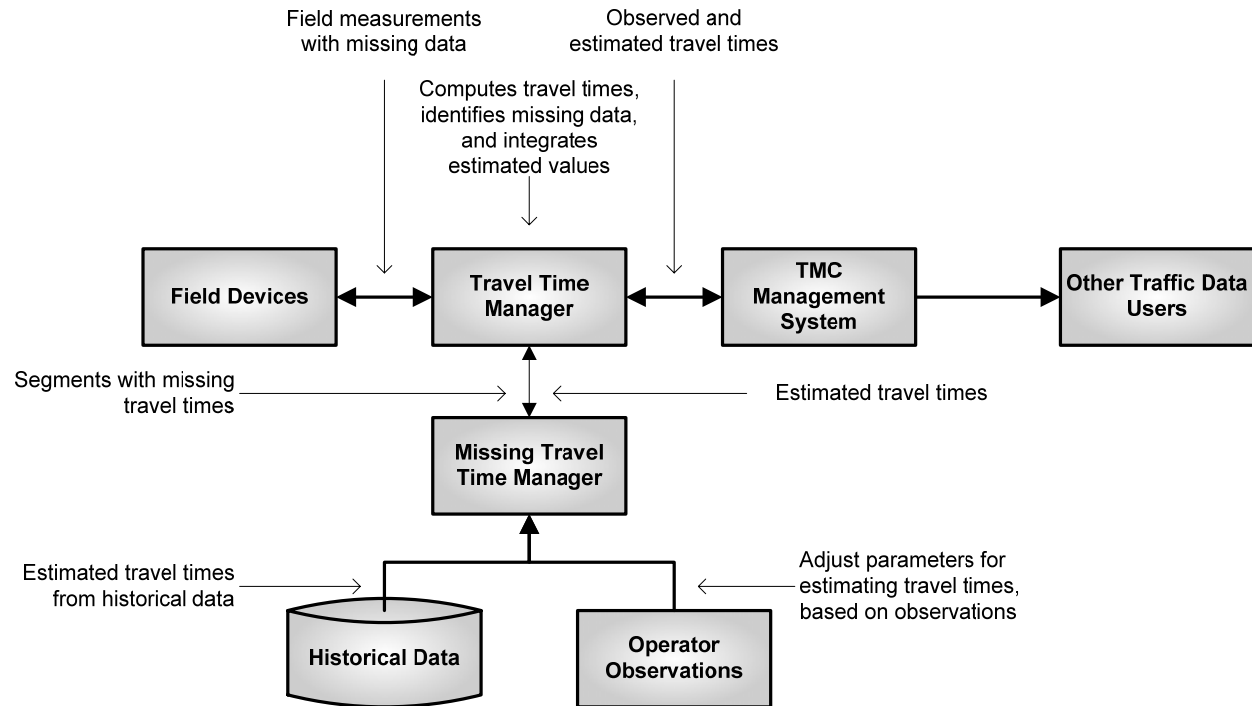 Field measurements
with missing data
Observed and
estimated travel times
Computes travel times,
identifies missing data,
and integrates
estimated values
Field Devices
Travel Time
Manager
TMC
Management
System
Other Traffic Data
Users
Segments with missing
travel times
Estimated travel times
Missing Travel
Time Manager
Estimated travel times
from historical data
Adjust parameters for
estimating travel times,
based on observations
Historical Data
Operator
Observations